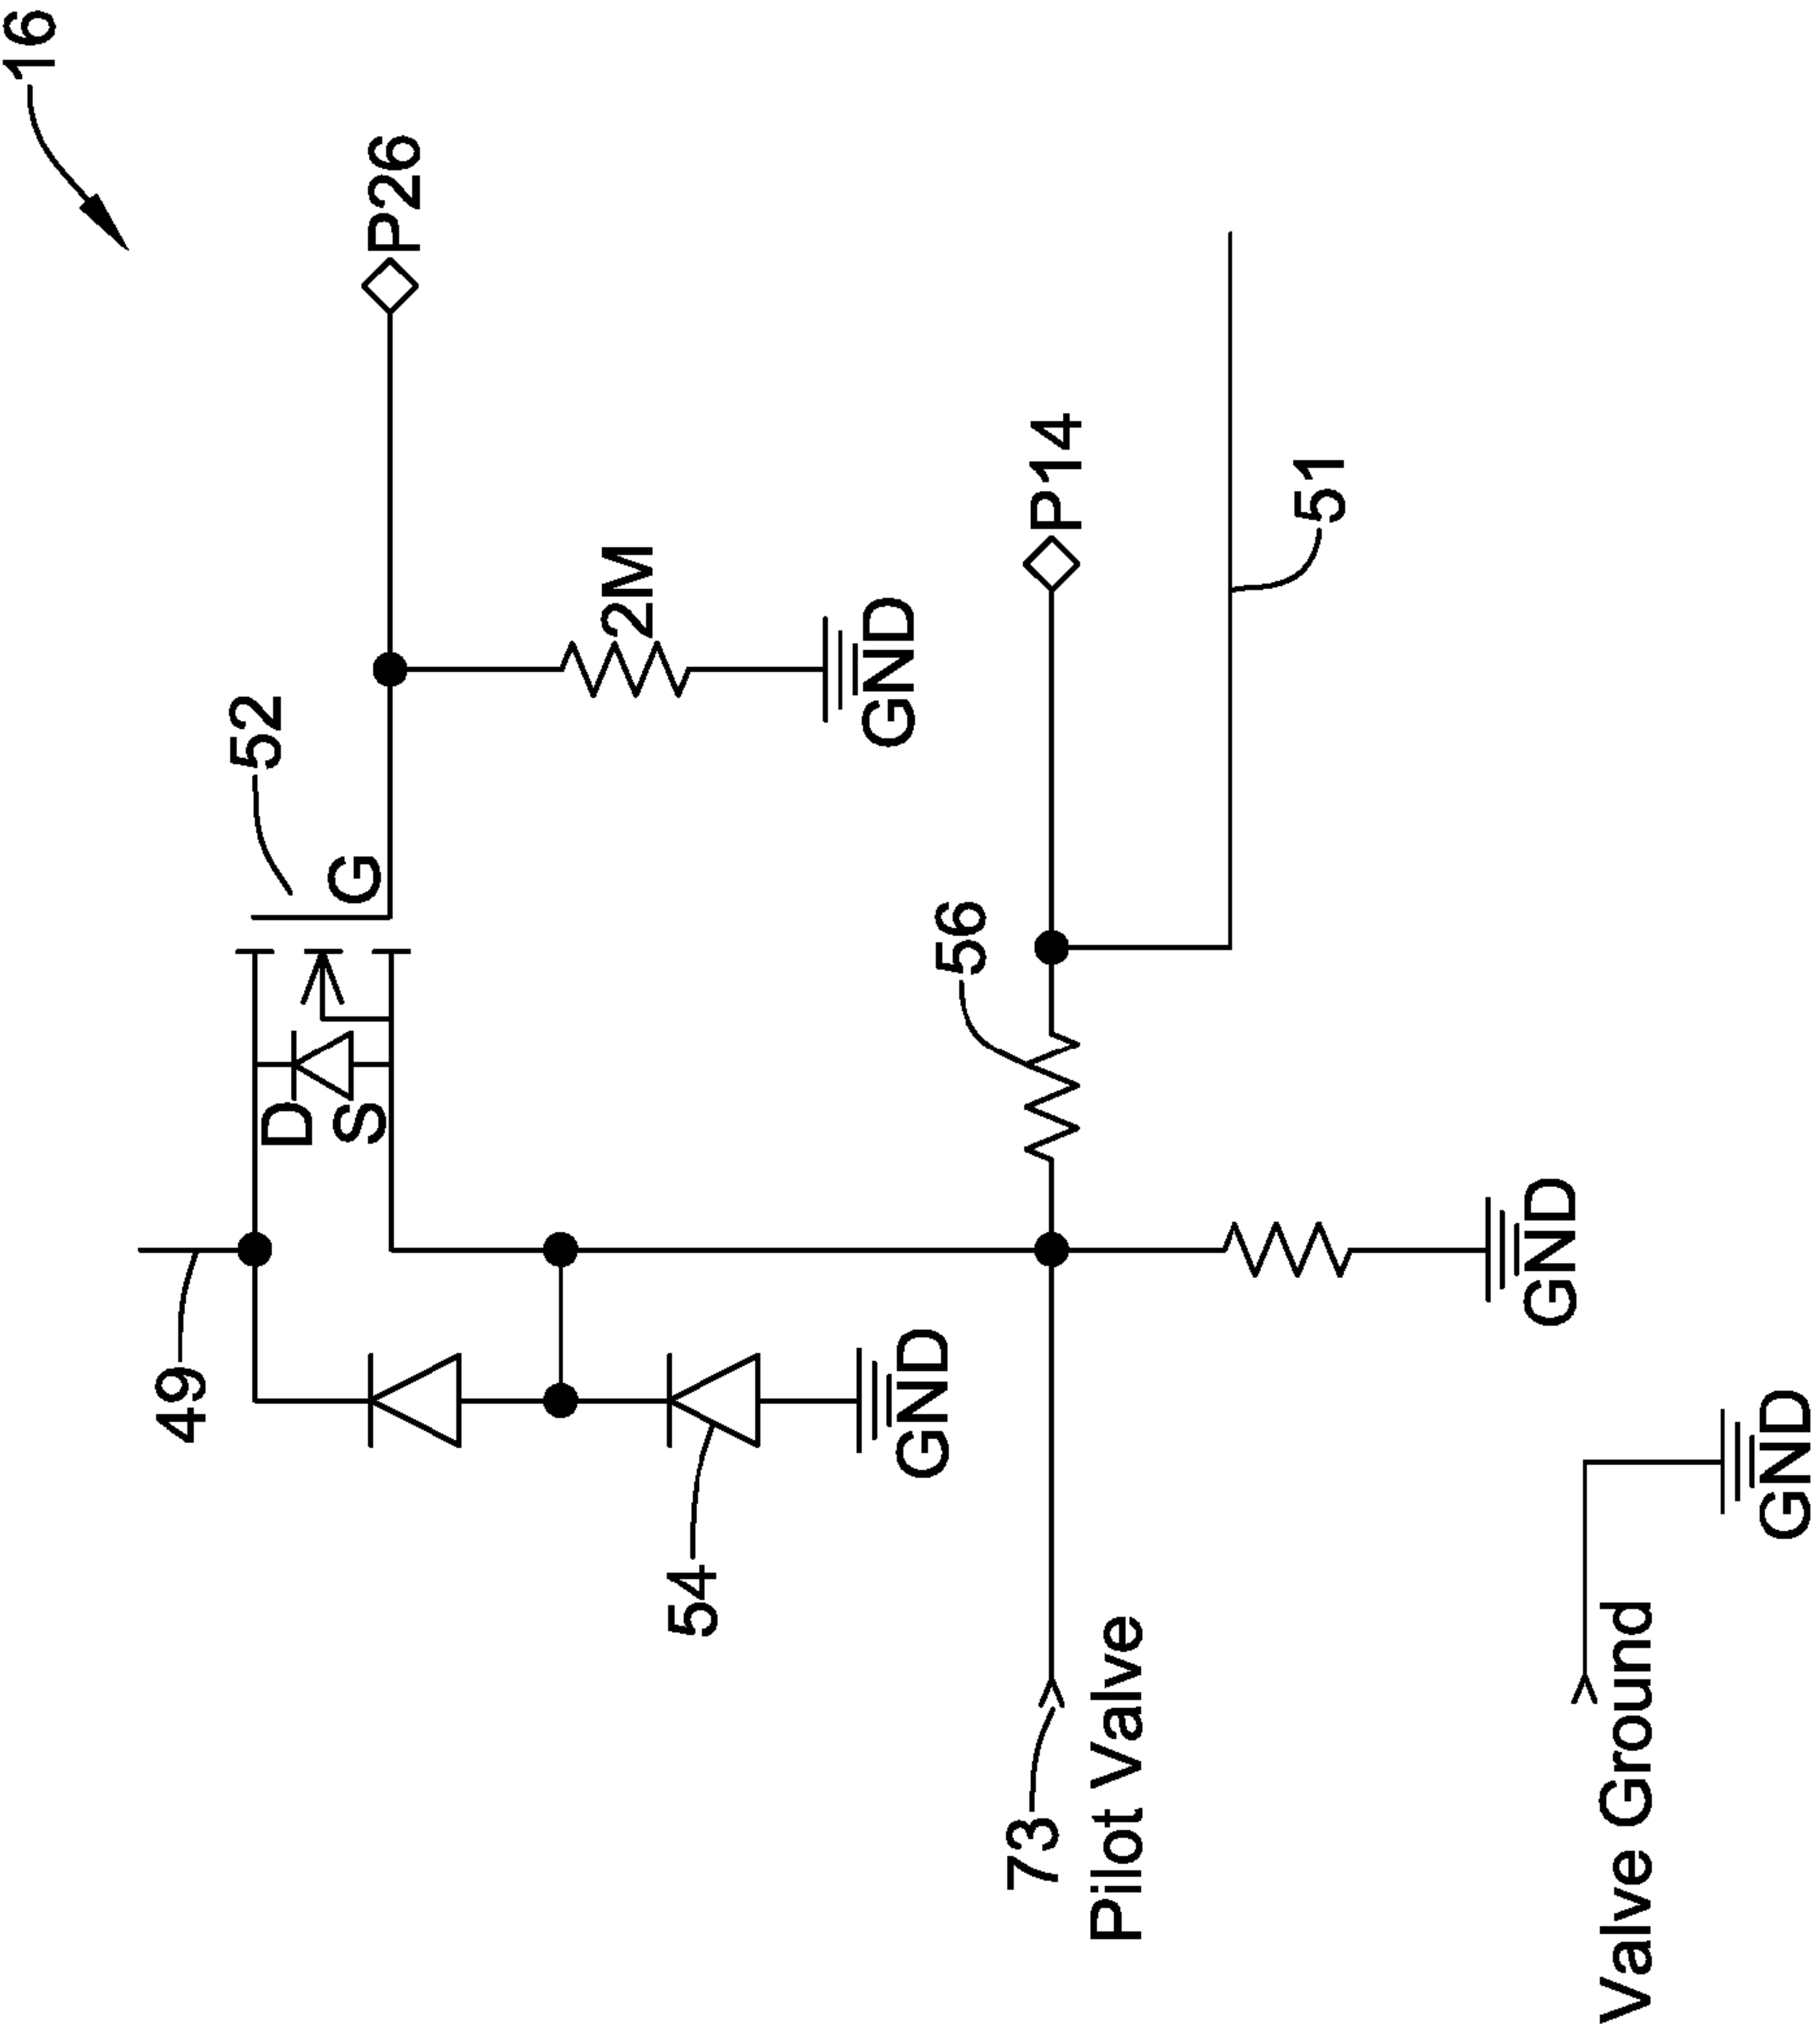 16
49
52
D
S
G
P26
2M
54
GND
GND
56
73
P14
Pilot Valve
51
GND
Valve Ground
GND